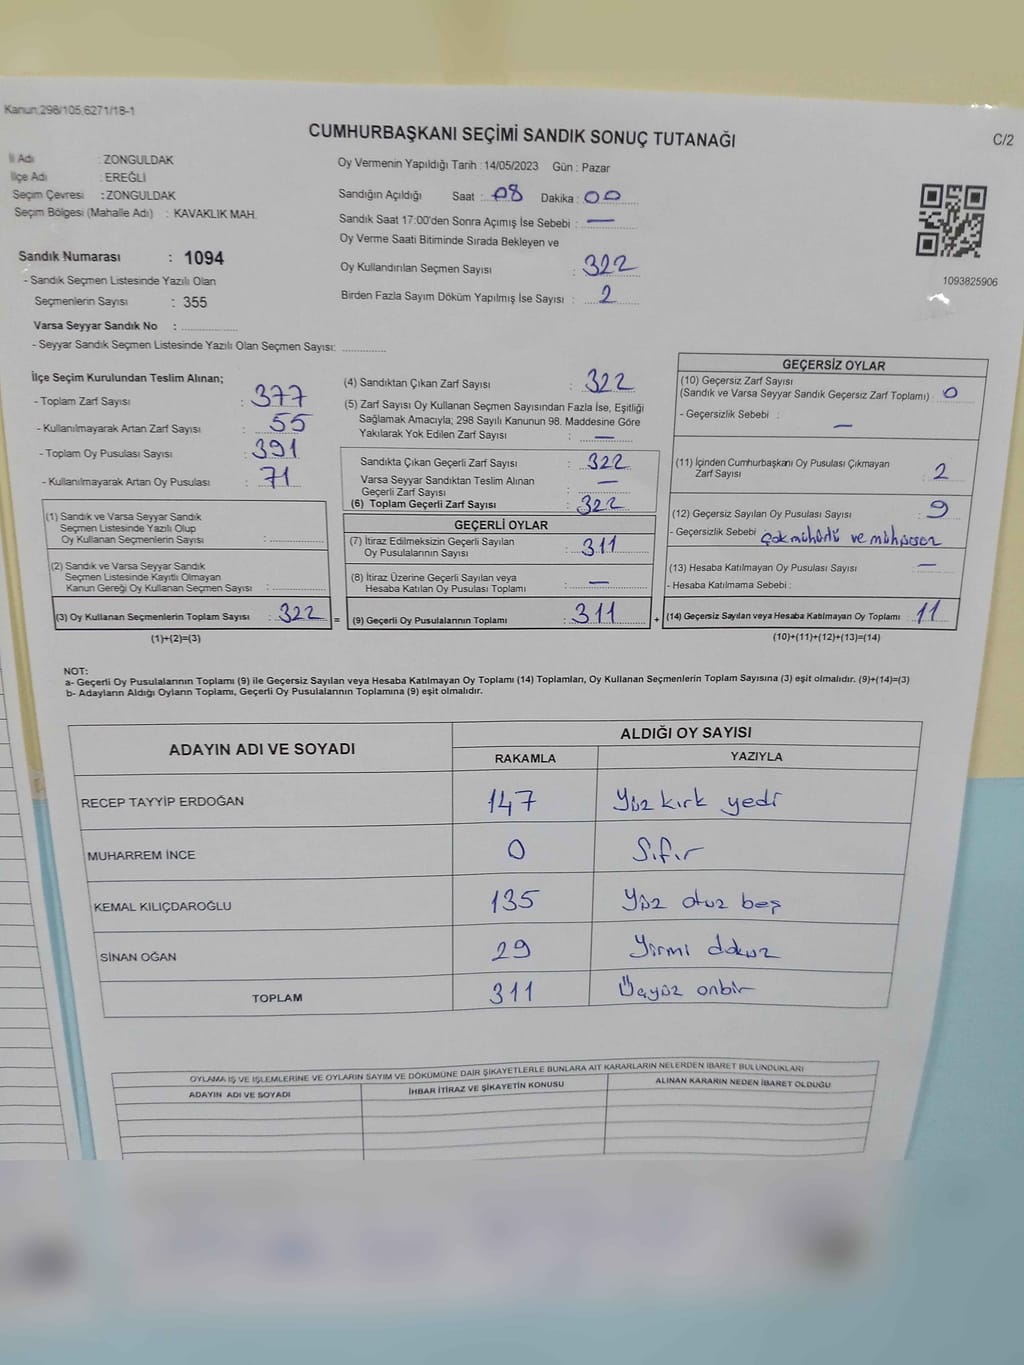 Kanun,298/105,6271/18-1
CUMHURBAŞKANI SEÇİMİ SANDIK SONUÇ TUTANAĞI
C/2
İl Adı : ZONGULDAK
İlçe Adı : EREĞLİ
Seçim Çevresi : ZONGULDAK
Seçim Bölgesi (Mahalle Adı) : KAVAKLIK MAH.
Oy Vermenin Yapıldığı Tarih : 14/05/2023 Gün : Pazar
Sandığın Açıldığı Saat : 08 Dakika : 00
Sandık Saat 17:00'den Sonra Açımış İse Sebebi : —
Oy Verme Saati Bitiminde Sırada Bekleyen ve
Oy Kullandırılan Seçmen Sayısı : 322
Birden Fazla Sayım Döküm Yapılmış İse Sayısı : 2
1093825906
Sandık Numarası : 1094
- Sandık Seçmen Listesinde Yazılı Olan
Seçmenlerin Sayısı : 355
Varsa Seyyar Sandık No :
- Seyyar Sandık Seçmen Listesinde Yazılı Olan Seçmen Sayısı:
İlçe Seçim Kurulundan Teslim Alınan;
- Toplam Zarf Sayısı : 377
- Kullanılmayarak Artan Zarf Sayısı : 55
- Toplam Oy Pusulası Sayısı : 391
- Kullanılmayarak Artan Oy Pusulası : 71
(1) Sandık ve Varsa Seyyar Sandık
Seçmen Listesinde Yazılı Olup
Oy Kullanan Seçmenlerin Sayısı :
(2) Sandık ve Varsa Seyyar Sandık
Seçmen Listesinde Kayıtlı Olmayan
Kanun Gereği Oy Kullanan Seçmen Sayısı :
(3) Oy Kullanan Seçmenlerin Toplam Sayısı : 322 =
(1)+(2)=(3)
(4) Sandıktan Çıkan Zarf Sayısı : 322
(5) Zarf Sayısı Oy Kullanan Seçmen Sayısından Fazla İse, Eşitliği
Sağlamak Amacıyla; 298 Sayılı Kanunun 98. Maddesine Göre
Yakılarak Yok Edilen Zarf Sayısı : —
Sandıkta Çıkan Geçerli Zarf Sayısı : 322
Varsa Seyyar Sandıktan Teslim Alınan
Geçerli Zarf Sayısı : —
(6) Toplam Geçerli Zarf Sayısı : 322
GEÇERLİ OYLAR
(7) İtiraz Edilmeksizin Geçerli Sayılan
Oy Pusulalarının Sayısı : 311
(8) İtiraz Üzerine Geçerli Sayılan veya
Hesaba Katılan Oy Pusulası Toplamı : —
(9) Geçerli Oy Pusulalarının Toplamı : 311 +
GEÇERSİZ OYLAR
(10) Geçersiz Zarf Sayısı
(Sandık ve Varsa Seyyar Sandık Geçersiz Zarf Toplamı) : 0
- Geçersizlik Sebebi : —
(11) İçinden Cumhurbaşkanı Oy Pusulası Çıkmayan
Zarf Sayısı : 2
(12) Geçersiz Sayılan Oy Pusulası Sayısı : 9
- Geçersizlik Sebebi : çok mühürlü ve mühürsüz
(13) Hesaba Katılmayan Oy Pusulası Sayısı : —
- Hesaba Katılmama Sebebi :
(14) Geçersiz Sayılan veya Hesaba Katılmayan Oy Toplamı : 11
(10)+(11)+(12)+(13)=(14)
NOT:
a- Geçerli Oy Pusulalarının Toplamı (9) ile Geçersiz Sayılan veya Hesaba Katılmayan Oy Toplamı (14) Toplamları, Oy Kullanan Seçmenlerin Toplam Sayısına (3) eşit olmalıdır. (9)+(14)=(3)
b- Adayların Aldığı Oyların Toplamı, Geçerli Oy Pusulalarının Toplamına (9) eşit olmalıdır.
ADAYIN ADI VE SOYADI
ALDIĞI OY SAYISI
RAKAMLA YAZIYLA
RECEP TAYYİP ERDOĞAN 147 Yüz kırk yedi
MUHARREM İNCE 0 Sıfır
KEMAL KILIÇDAROĞLU 135 Yüz otuz beş
SİNAN OĞAN 29 Yirmi dokuz
TOPLAM 311 Üçyüz onbir
OYLAMA İŞ VE İŞLEMLERİNE VE OYLARIN SAYIM VE DÖKÜMÜNE DAİR ŞİKAYETLERLE BUNLARA AİT KARARLARIN NELERDEN İBARET BULUNDUKLARI
ADAYIN ADI VE SOYADI İHBAR İTİRAZ VE ŞİKAYETİN KONUSU ALINAN KARARIN NEDEN İBARET OLDUĞU